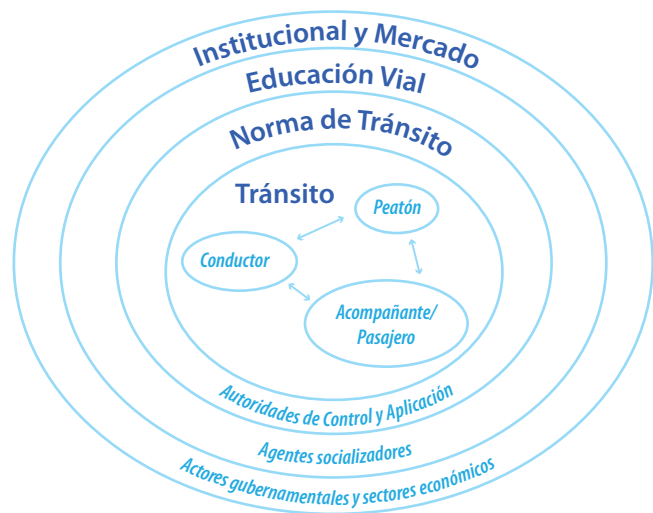 Institucional y Mercado
Educación Vial
Norma de Tránsito
Tránsito
Peatón
Conductor
Acompañante/
Pasajero
Autoridades de Control y Aplicación
Agentes socializadores
Actores gubernamentales y sectores económicos